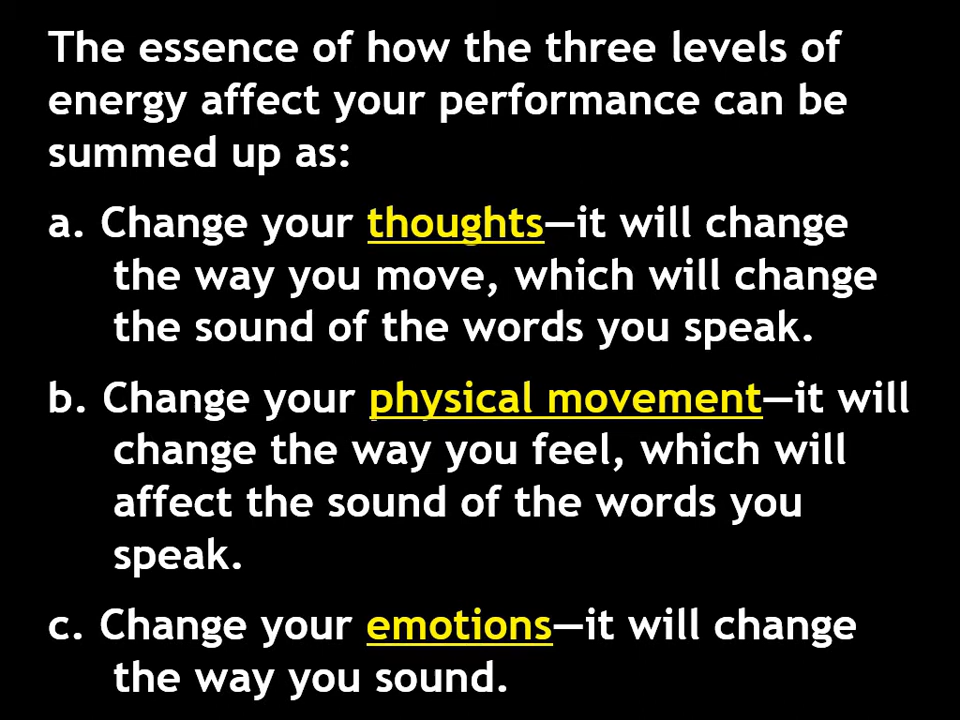 The essence of how the three levels of
energy affect your performance can be
summed up as:
a. Change your thoughts—it will change
the way you move, which will change
the sound of the words you speak.
b. Change your physical movement—it will
change the way you feel, which will
affect the sound of the words you
speak.
c. Change your emotions—it will change
the way you sound.